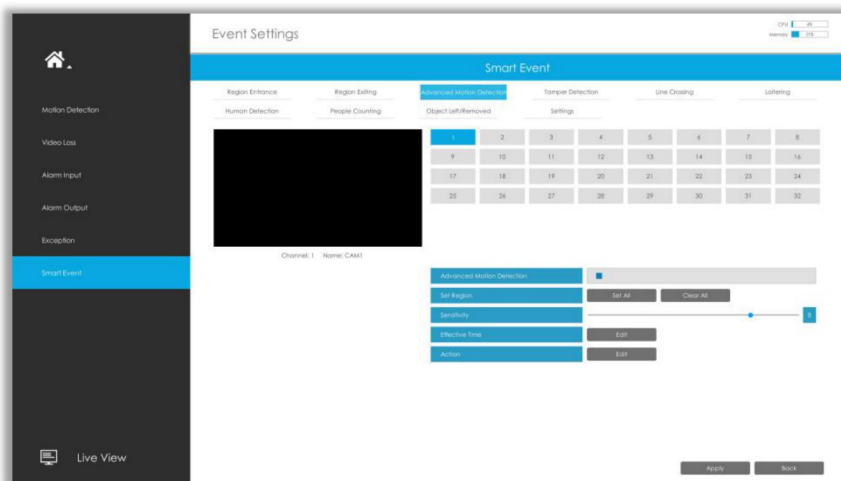 Event Settings
CPU
Memory
Smart Event
Region Entrance Region Exiting Advanced Motion Detection Tamper Detection Line Crossing Loitering
Human Detection People Counting Object Left/Removed Settings
Motion Detection
Video Loss
Alarm Input
Alarm Output
Exception
Smart Event
1 2 3 4 5 6 7 8
9 10 11 12 13 14 15 16
17 18 19 20 21 22 23 24
25 26 27 28 29 30 31 32
Channel: 1 Name: CAM1
Advanced Motion Detection
Set Region Set All Clear All
Sensitivity 8
Effective Time Edit
Action Edit
Live View
Apply Back